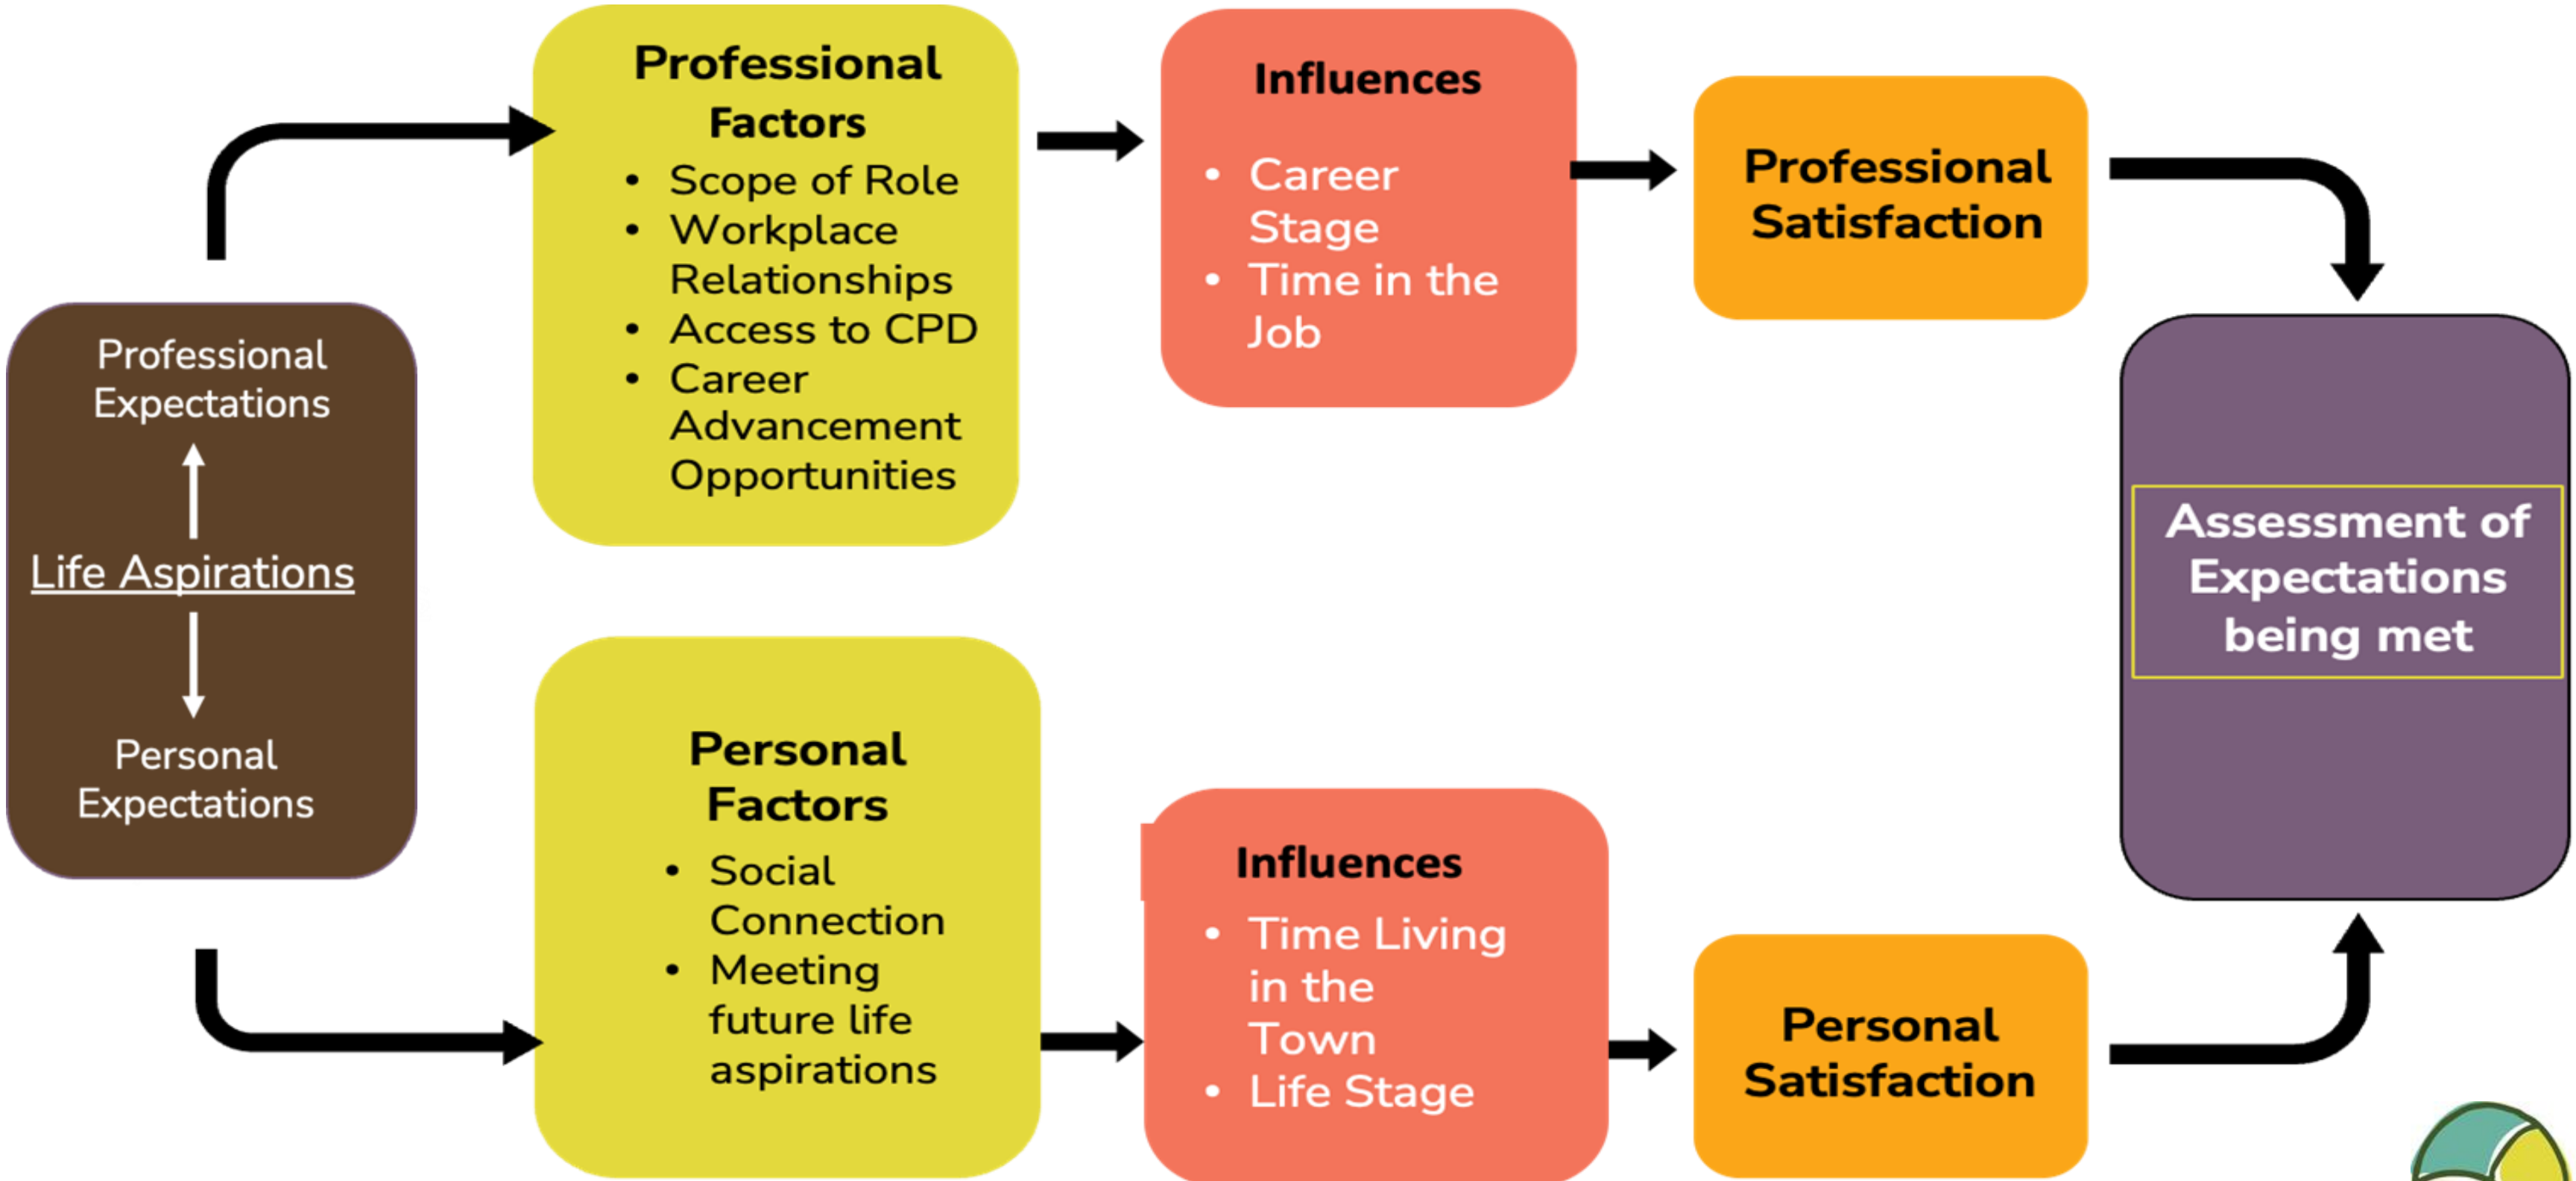 Professional
Expectations
Life Aspirations
Personal
Expectations
Professional
Factors
• Scope of Role
• Workplace
Relationships
• Access to CPD
• Career
Advancement
Opportunities
Influences
• Career
Stage
• Time in the
Job
Professional
Satisfaction
Personal
Factors
• Social
Connection
• Meeting
future life
aspirations
Influences
• Time Living
in the
Town
• Life Stage
Personal
Satisfaction
Assessment of
Expectations
being met